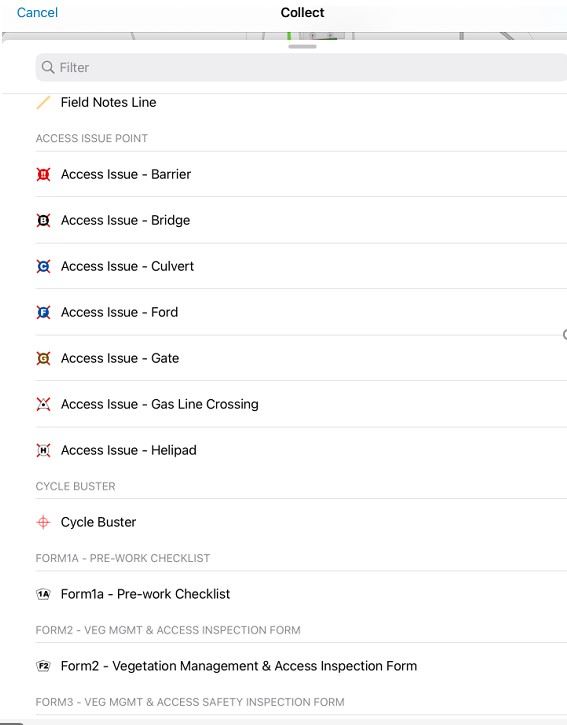 Cancel Collect
Filter
Field Notes Line
ACCESS ISSUE POINT
Access Issue - Barrier
B Access Issue - Bridge
C Access Issue - Culvert
F Access Issue - Ford
G Access Issue - Gate
Access Issue - Gas Line Crossing
H Access Issue - Helipad
CYCLE BUSTER
Cycle Buster
FORM1A - PRE-WORK CHECKLIST
1A Form1a - Pre-work Checklist
FORM2 - VEG MGMT & ACCESS INSPECTION FORM
F2 Form2 - Vegetation Management & Access Inspection Form
FORM3 - VEG MGMT & ACCESS SAFETY INSPECTION FORM